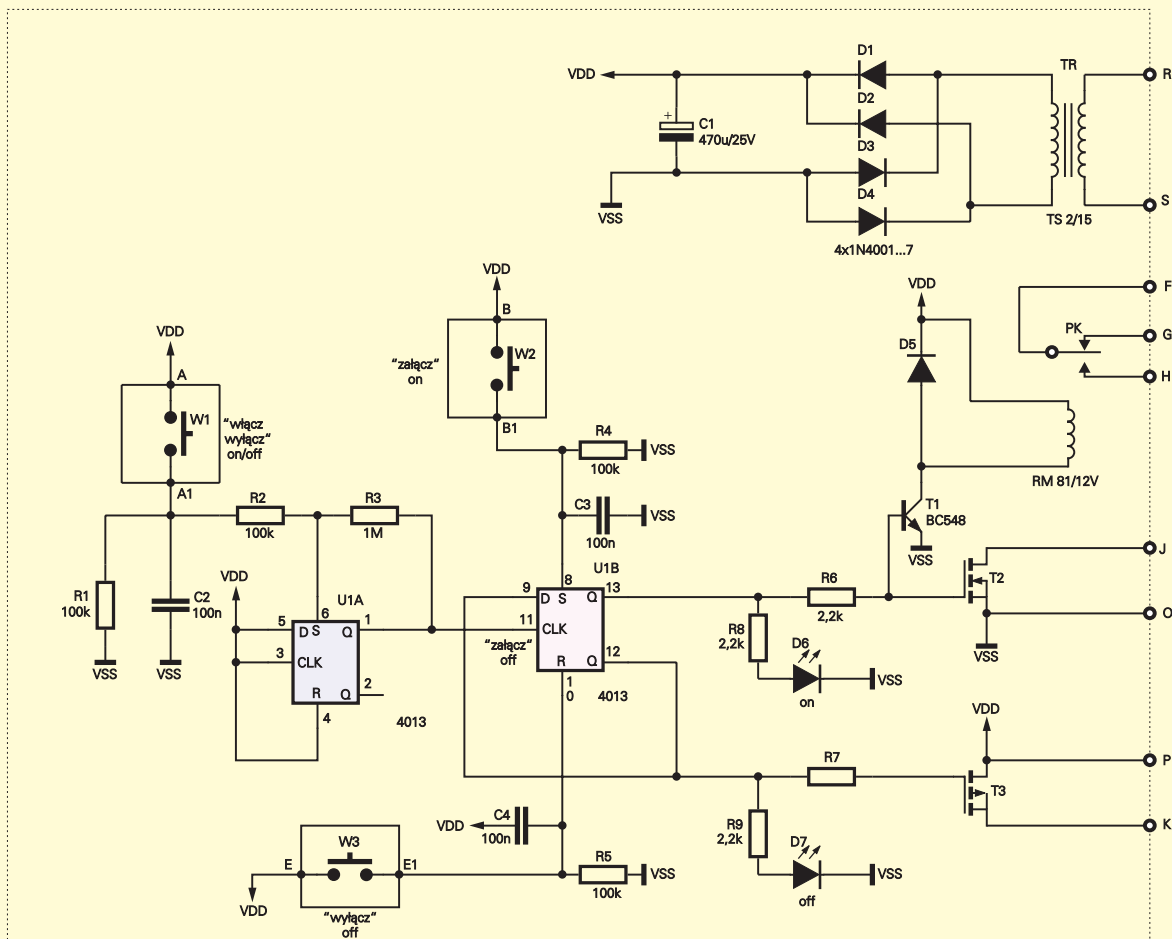 D1
TR
VDD
R
D2
+
C1
470u/25V
D3
D4
VSS
S
TS 2/15
4x1N4001...7
VDD
VDD
F
B
PK
G
VDD
D5
W2
"załącz"
on
H
A
W1
"włącz
wyłącz"
on/off
B1
R4
VSS
100k
RM 81/12V
A1
R2
R3
C3
T1
BC548
100k
1M
VSS
100n
J
VSS
U1B
VDD
8
R6
T2
R1
100k
C2
100n
U1A
9
D
S
Q
13
6
1
11
CLK
2,2k
O
5
D
S
Q
R8
2,2k
"załącz"
off
D6
3
CLK
R
Q
12
VSS
VSS
VSS
R
Q
2
1
0
4013
VSS
on
4
4013
VDD
R7
P
T3
C4
VDD
100n
R9
2,2k
K
W3
D7
R5
E
E1
VSS
VSS
100k
VDD
"wyłącz"
off
off